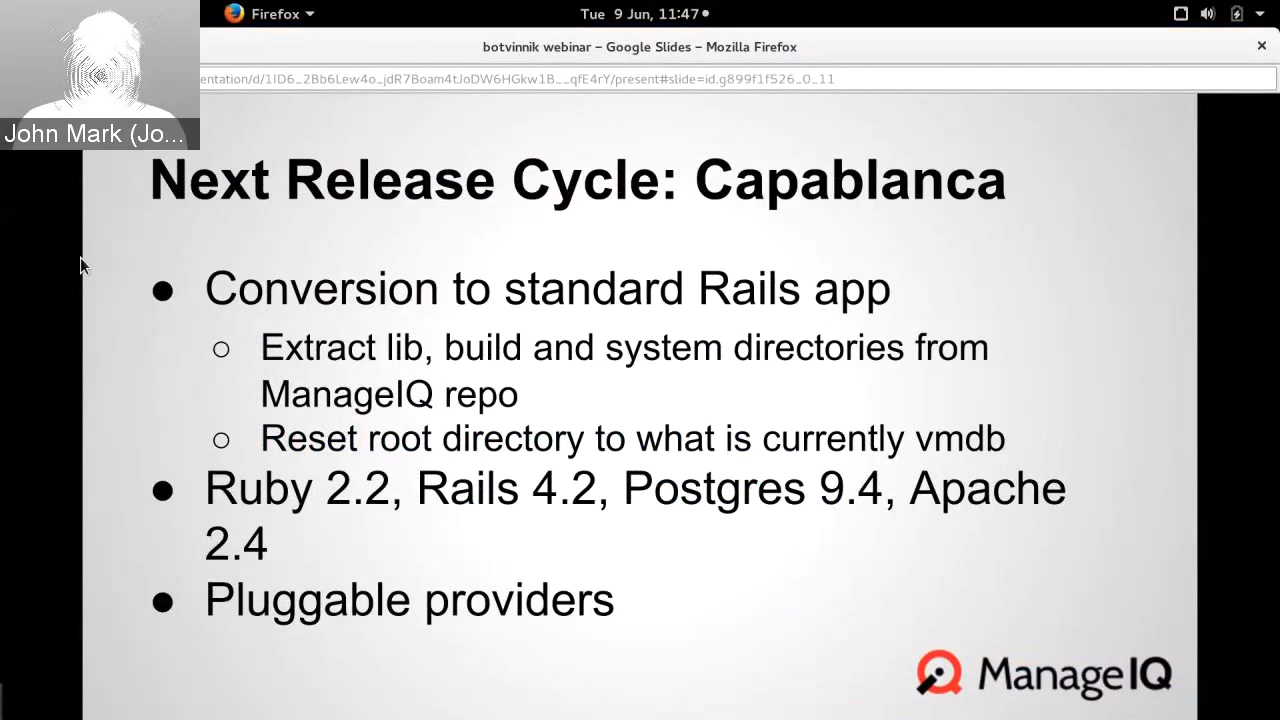 Firefox
Tue 9 Jun, 11:47
botvinnik webinar – Google Slides – Mozilla Firefox
entation/d/1ID6_2Bb6Lew4o_jdR7Boam4tJoDW6HGkw1B__qfE4rY/present#slide=id.g899f1f526_0_11
John Mark (Jo...
Next Release Cycle: Capablanca
● Conversion to standard Rails app
○ Extract lib, build and system directories from
ManageIQ repo
○ Reset root directory to what is currently vmdb
● Ruby 2.2, Rails 4.2, Postgres 9.4, Apache
2.4
● Pluggable providers
ManageIQ